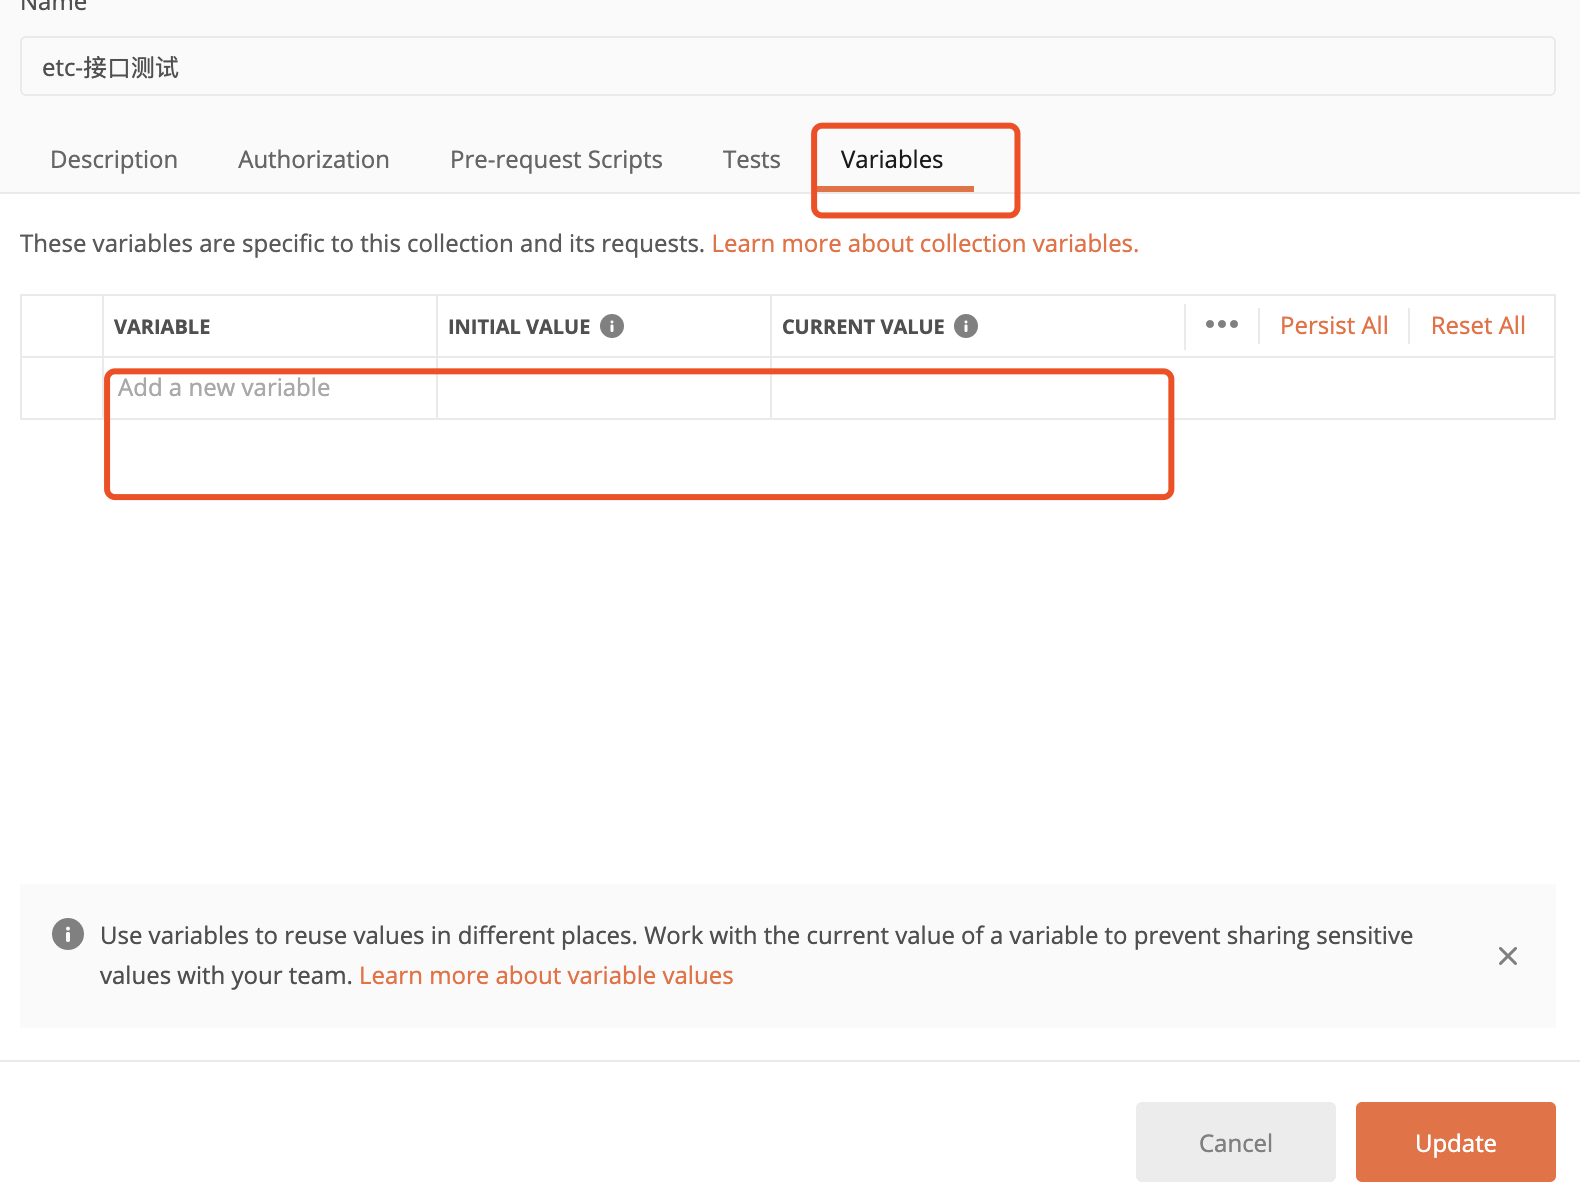 Name
etc-接口测试
Description Authorization Pre-request Scripts Tests Variables
These variables are specific to this collection and its requests. Learn more about collection variables.
VARIABLE INITIAL VALUE CURRENT VALUE ••• Persist All Reset All
Add a new variable
Use variables to reuse values in different places. Work with the current value of a variable to prevent sharing sensitive
values with your team. Learn more about variable values
Cancel Update